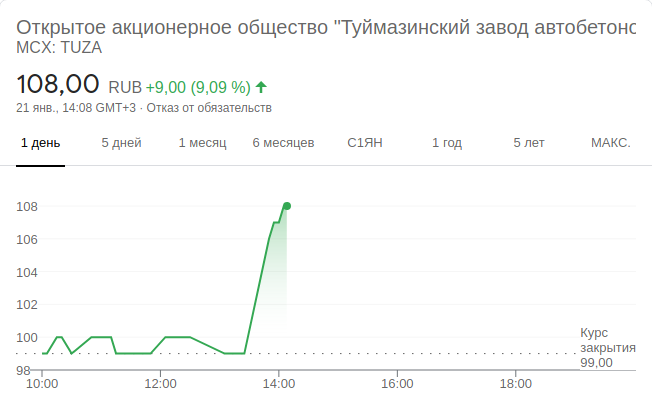 Открытое акционерное общество "Туймазинский завод автобетоно
MCX: TUZA
108,00 RUB +9,00 (9,09 %)
21 янв., 14:08 GMT+3 · Отказ от обязательств
1 день 5 дней 1 месяц 6 месяцев С1ЯН 1 год 5 лет МАКС.
108
106
104
102
100
Курс
закрытия
99,00
98
10:00 12:00 14:00 16:00 18:00